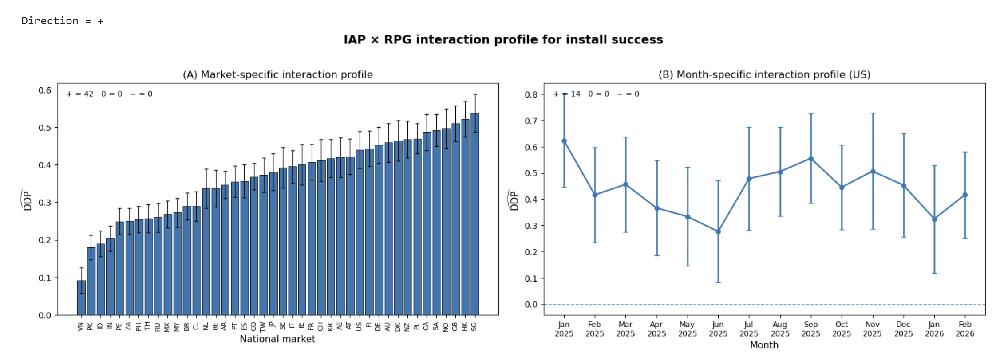 Direction = +
IAP × RPG interaction profile for install success
(A) Market-specific interaction profile
+ = 42 0 = 0 − = 0
0.6
0.5
0.4
0.3
0.2
0.1
0.0
DDP
VN PK ID IN PE ZA PH TH RU MX MY BR CL NL BE AR PT ES CO TW JP SE IT IE FR CH KR AE AT US FI DE AU DK NZ PL CA SA NO GB HK SG
National market
(B) Month-specific interaction profile (US)
+ = 14 0 = 0 − = 0
0.8
0.7
0.6
0.5
0.4
0.3
0.2
0.1
0.0
DDP
Jan Feb Mar Apr May Jun Jul Aug Sep Oct Nov Dec Jan Feb
2025 2025 2025 2025 2025 2025 2025 2025 2025 2025 2025 2025 2026 2026
Month